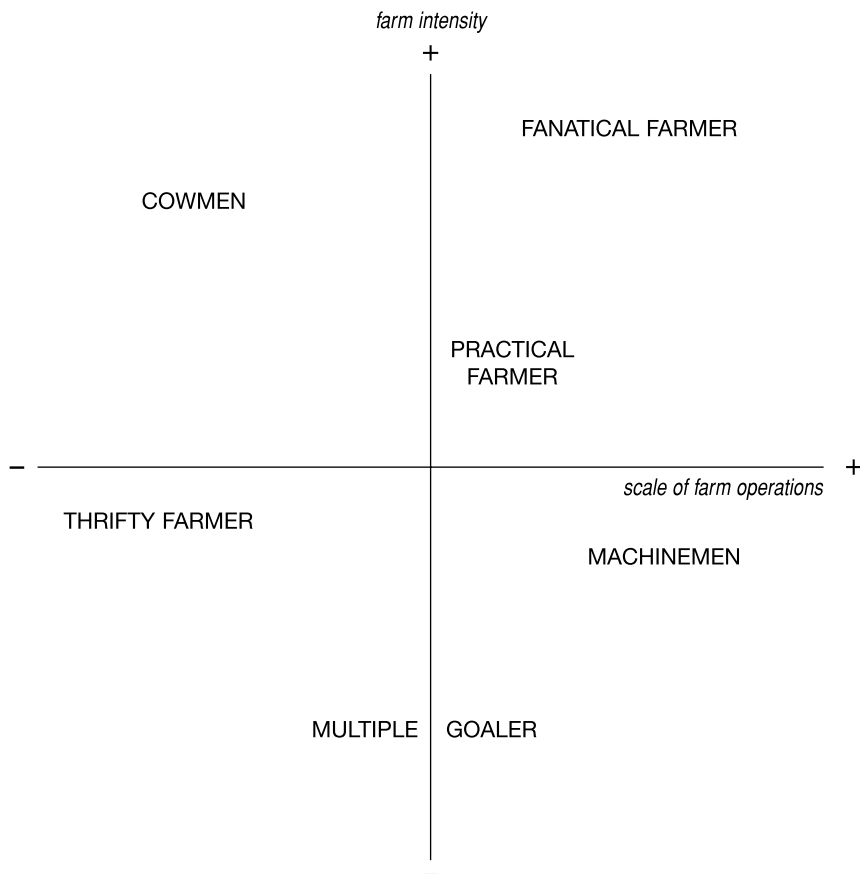 farm intensity
+
FANATICAL FARMER
COWMEN
PRACTICAL
FARMER
− +
scale of farm operations
THRIFTY FARMER
MACHINEMEN
MULTIPLE GOALER
−